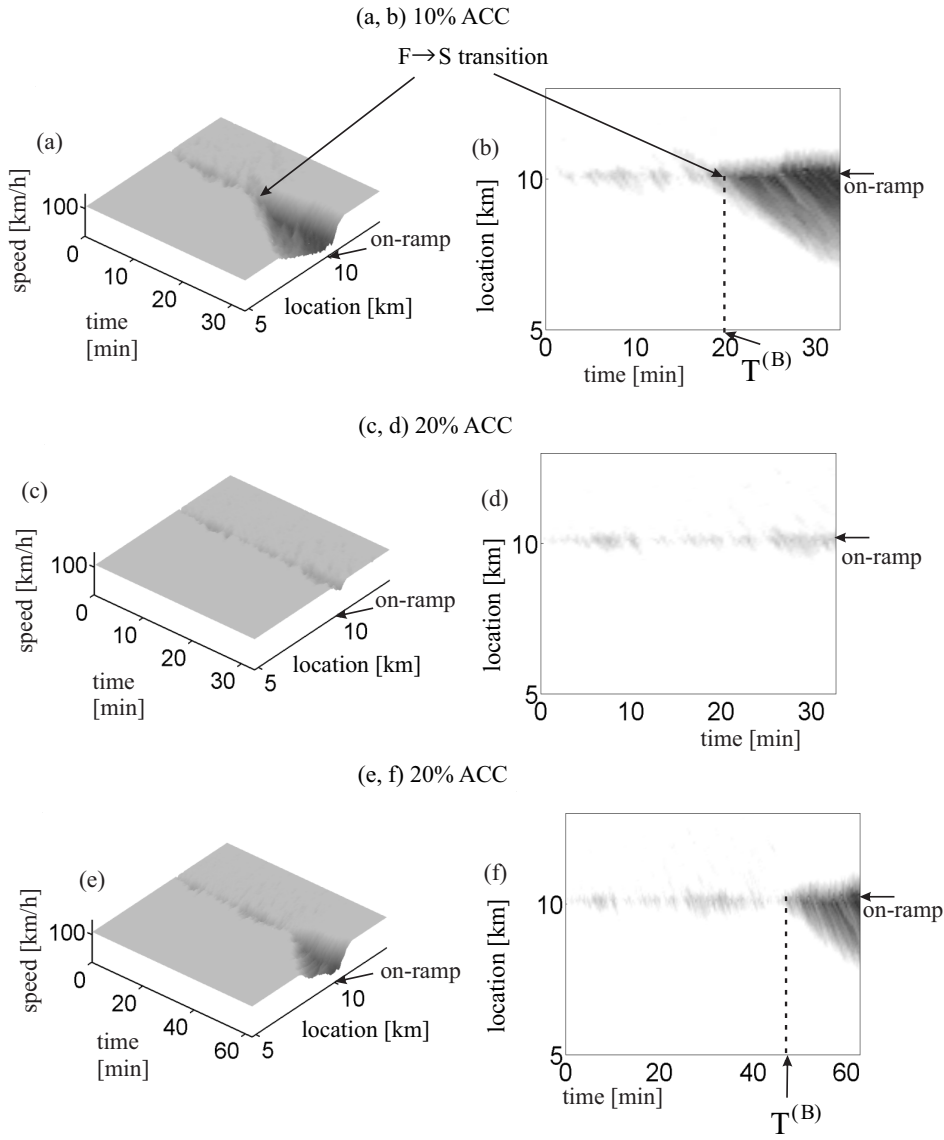 (a, b) 10% ACC
F→S transition
(a)
speed [km/h]
100
0
10
20
30
time
[min]
5
10
location [km]
on-ramp
(b)
location [km]
10
5
0
10
20
30
time [min]
T(B)
on-ramp
(c, d) 20% ACC
(c)
speed [km/h]
100
0
10
20
30
time
[min]
5
10
location [km]
on-ramp
(d)
location [km]
10
5
0
10
20
30
time [min]
on-ramp
(e, f) 20% ACC
(e)
speed [km/h]
100
0
20
40
60
time
[min]
5
10
location [km]
on-ramp
(f)
location [km]
10
5
0
20
40
60
time [min]
T(B)
on-ramp